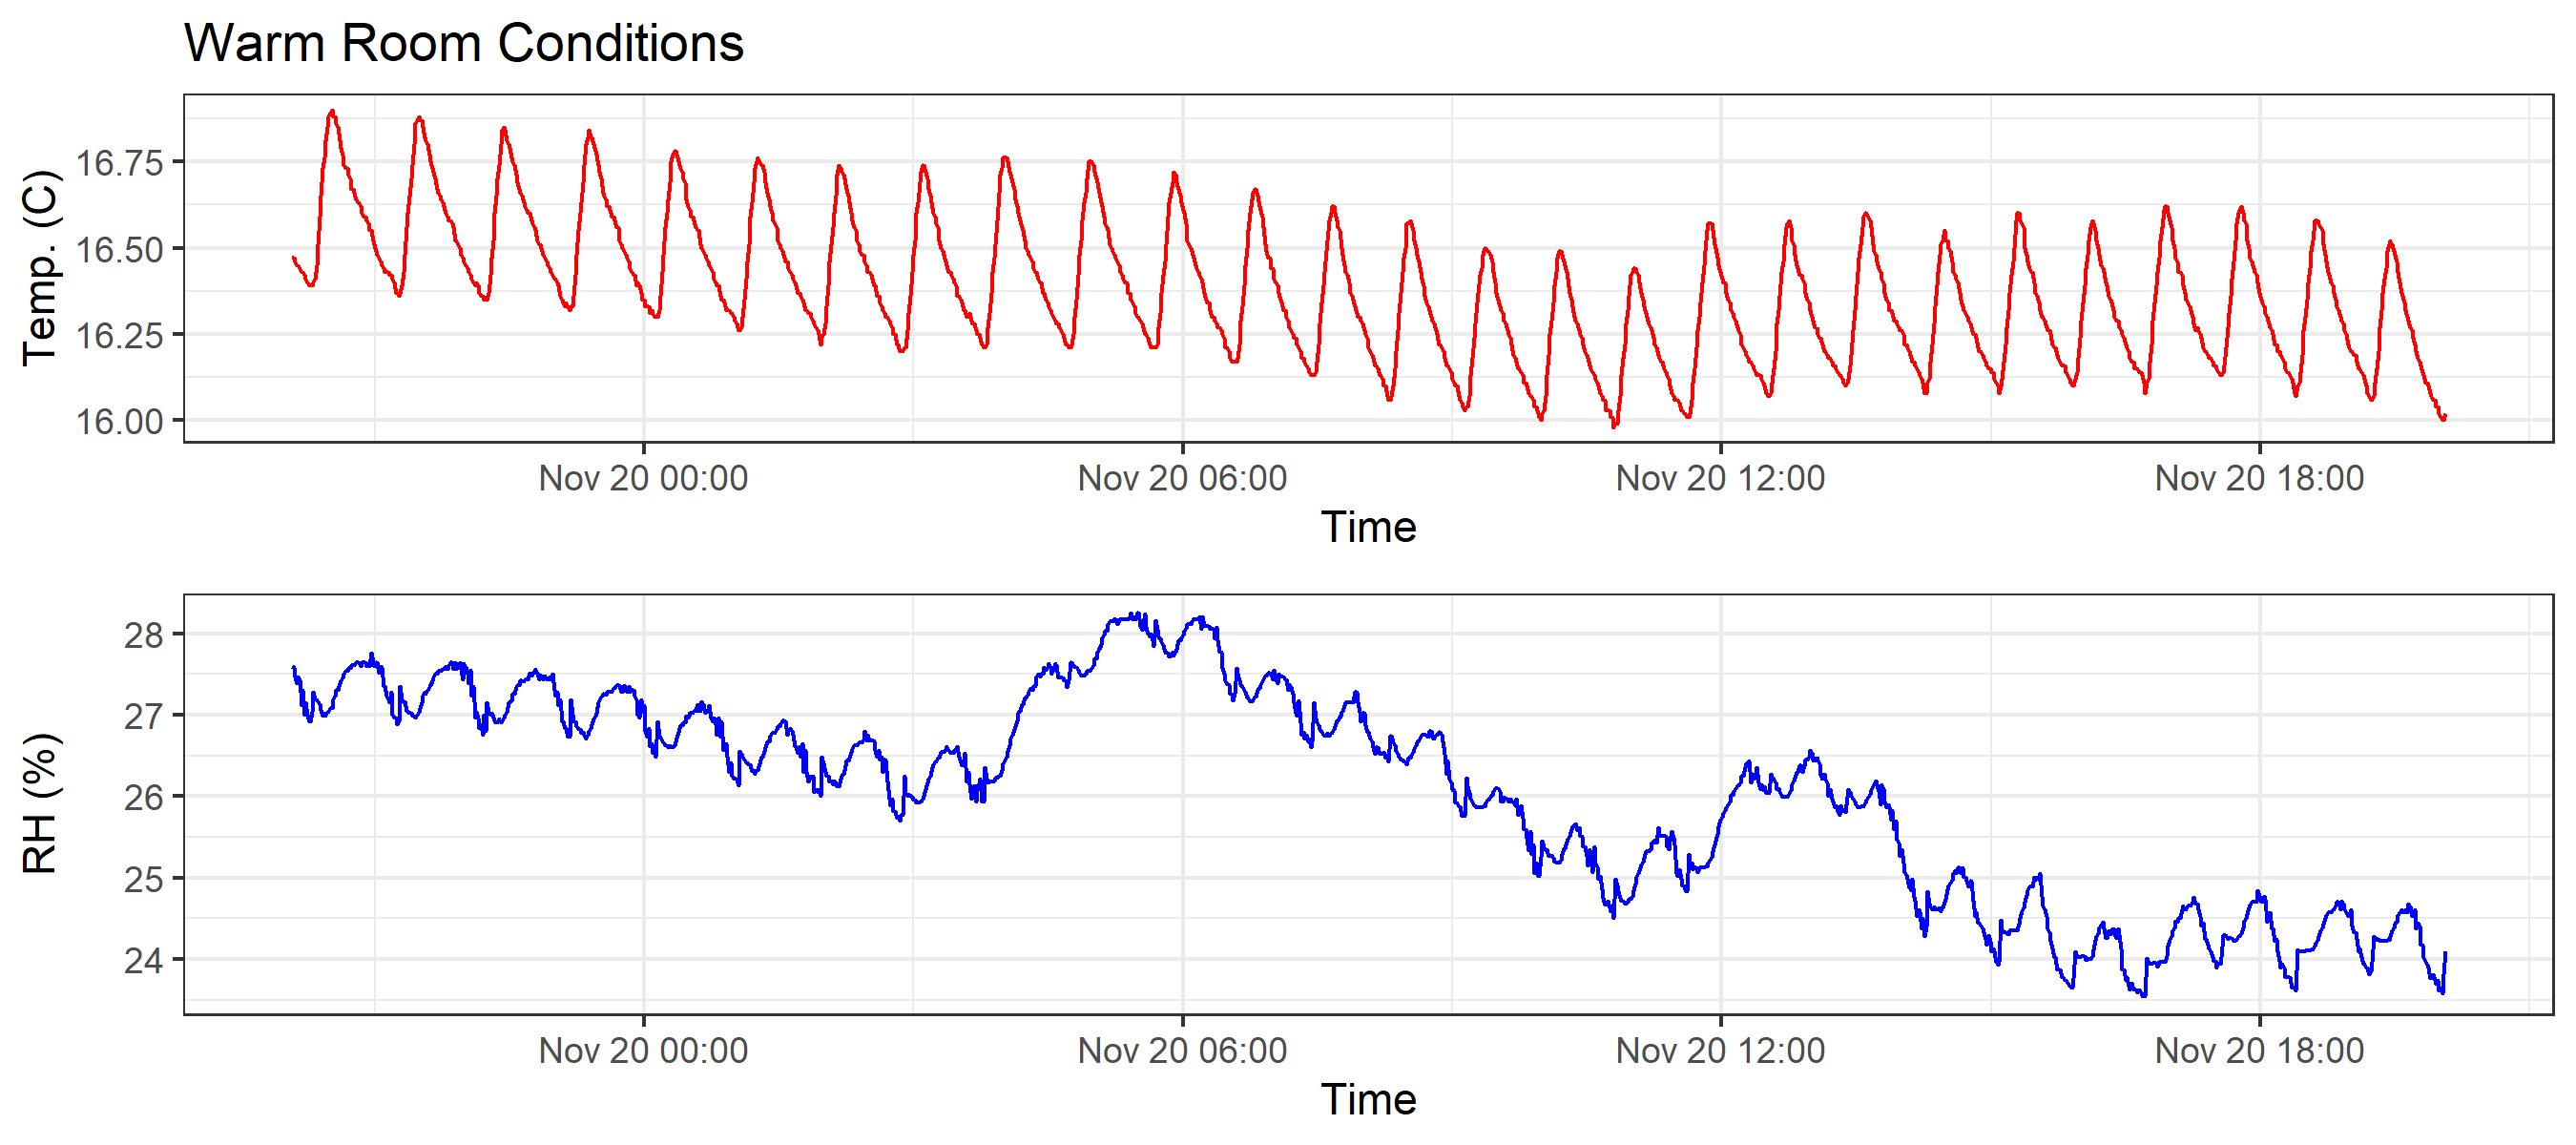 Warm Room Conditions
Temp. (C)
16.75
16.50
16.25
16.00
Nov 20 00:00 Nov 20 06:00 Nov 20 12:00 Nov 20 18:00
Time
RH (%)
28
27
26
25
24
Nov 20 00:00 Nov 20 06:00 Nov 20 12:00 Nov 20 18:00
Time